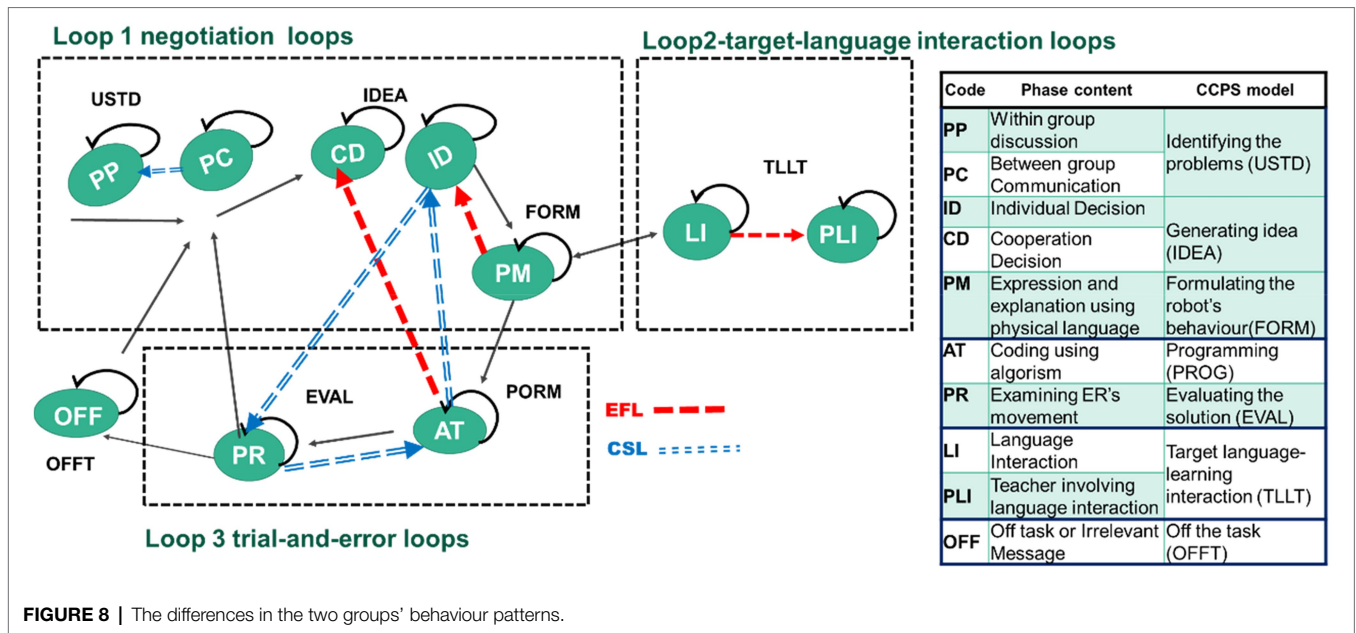 Loop 1 negotiation loops
Loop2-target-language interaction loops
USTD
IDEA
PP
PC
CD
ID
TLLT
FORM
LI
PLI
PM
EVAL
PORM
OFF
OFFT
PR
AT
EFL
CSL
Loop 3 trial-and-error loops
Code Phase content CCPS model
PP Within group
discussion
Identifying the
problems (USTD)
PC Between group
Communication
ID Individual Decision
Generating idea
(IDEA)
CD Cooperation
Decision
PM Expression and
explanation using
physical language
Formulating the
robot's
behaviour(FORM)
AT Coding using
algorism
Programming
(PROG)
PR Examining ER's
movement
Evaluating the
solution (EVAL)
LI Language
Interaction
Target language-
learning
interaction (TLLT)
PLI Teacher involving
language interaction
OFF Off task or Irrelevant
Message
Off the task
(OFFT)
FIGURE 8 | The differences in the two groups' behaviour patterns.